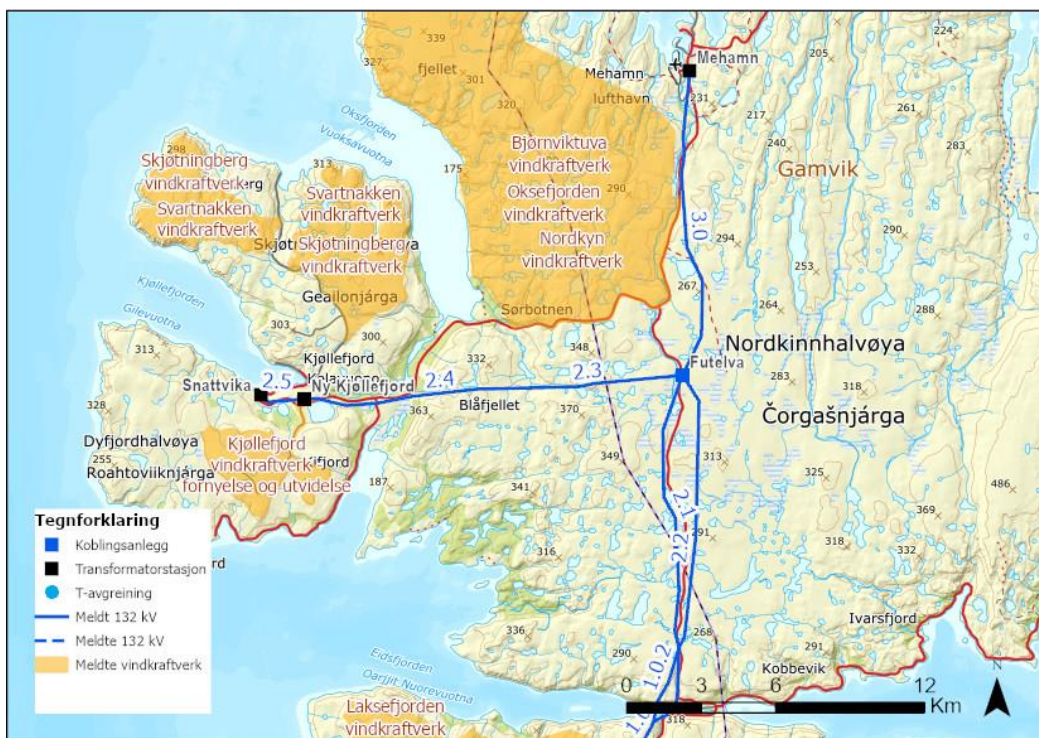 339
fjellet
327
301
320
Mehamn
Mehamn
lufthavn
231
205
224
261
217
240
283
Oksfjorden
Vuoksavuotna
175
Bjørnviktuva
vindkraftverk
Oksefjorden
290
vindkraftverk
Nordkyn
vindkraftverk
Gamvik
298
Skjøtningberg
vindkraftverk
Svartnakken
vindkraftverk
313
Svartnakken
vindkraftverk
Skjøtningberg
vindkraftverk
Geailonjárga
3.0
294
290
253
267
264
288
Sørbotnen
Kjøllefjorden
Gilevuotna
303
300
313
Kjøllefjord
332
348
Nordkinnhalvøya
Futelva
Snattvika
2.5
Ny Kjøllefjord
2.4
2.3
283
318
Čorgašnjárga
328
363
Blåfjellet
370
Dyfjordhalvøya
255
Roahtoviiknjárga
Kjøllefjord
vindkraftverk
fornyelse og utvidelse
349
313
325
486
187
341
2.1
369
291
318
332
316
2.2
Tegnforklaring
Koblingsanlegg
Transformatorstasjon
T-avgreining
Meldt 132 kV
Meldte 132 kV
Meldte vindkraftverk
336
290
268
291
Ivarsfjord
Kobbevik
1.0.2
Eidsfjorden
Oarjjit Nuorevuotna
Laksefjorden
vindkraftverk
318
0 3 6 12
Km
N